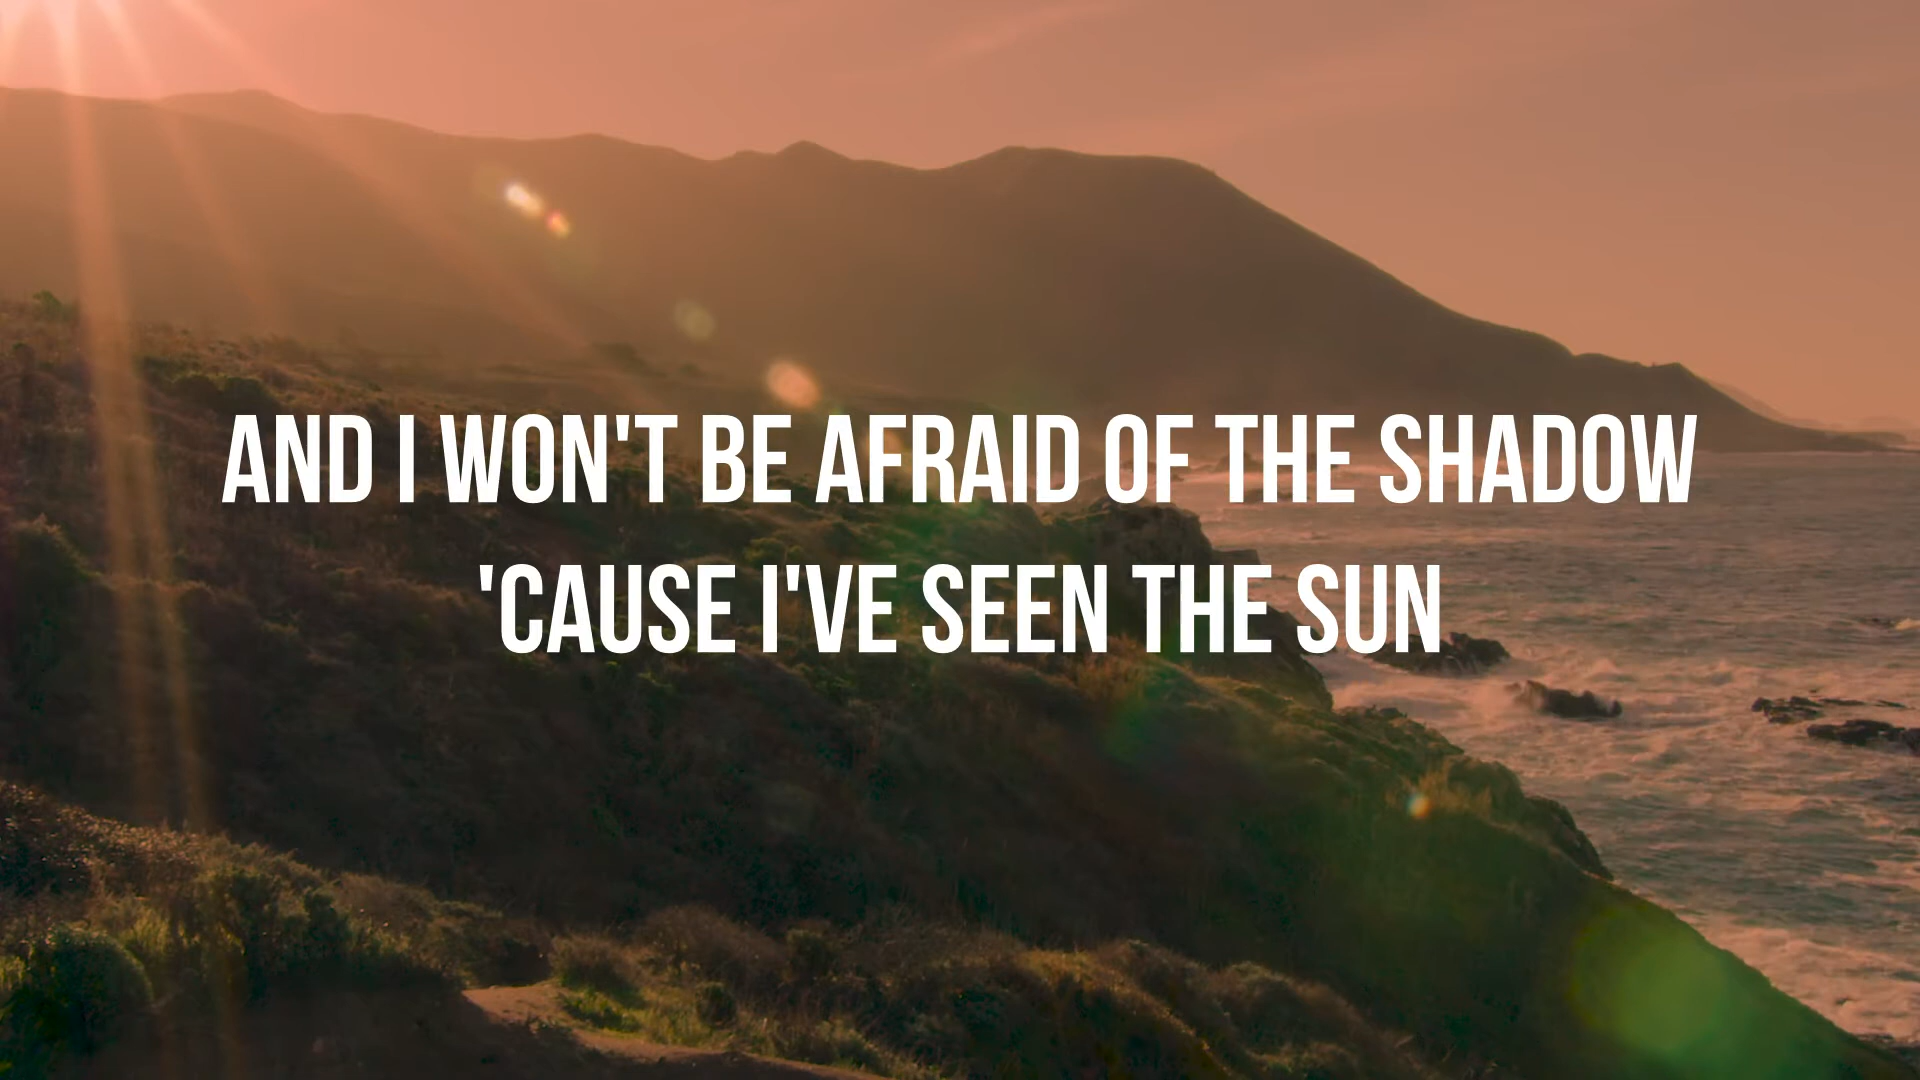 AND I WON'T BE AFRAID OF THE SHADOW
'CAUSE I'VE SEEN THE SUN